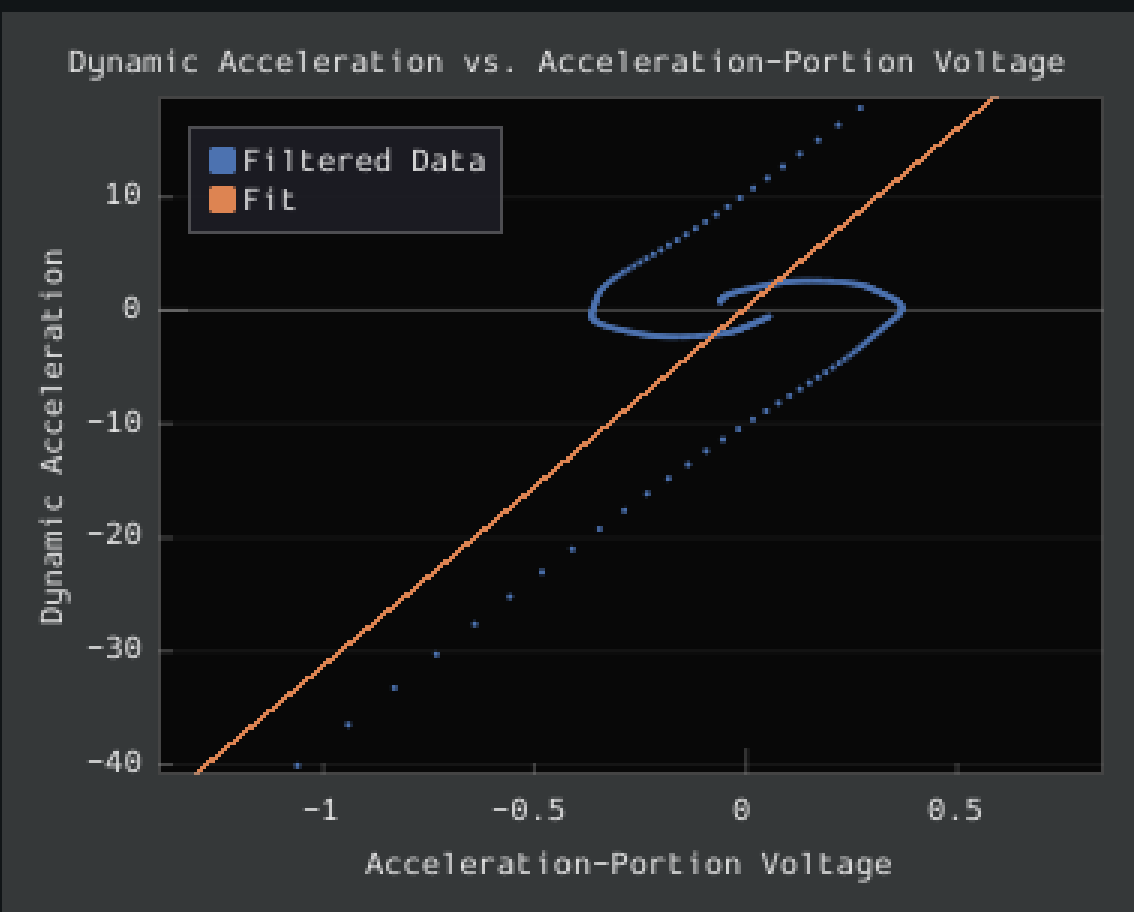 Dynamic Acceleration vs. Acceleration-Portion Voltage
Filtered Data
Fit
10
0
-10
-20
-30
-40
Dynamic Acceleration
-1
-0.5
0
0.5
Acceleration-Portion Voltage